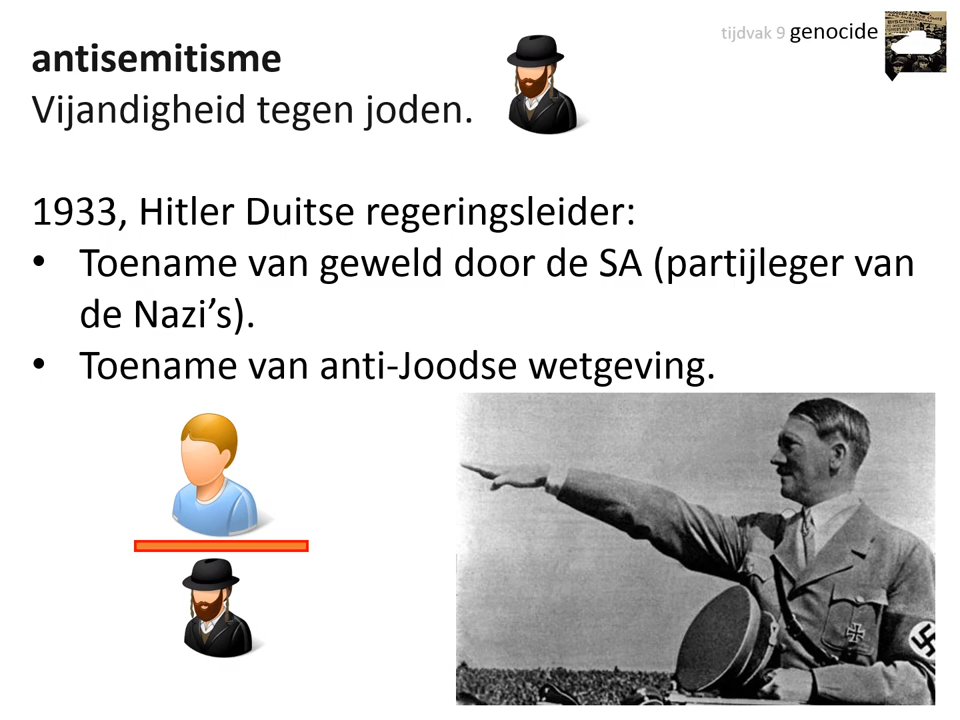 tijdvak 9 genocide
antisemitisme
Vijandigheid tegen joden.
1933, Hitler Duitse regeringsleider:
• Toename van geweld door de SA (partijleger van
de Nazi’s).
• Toename van anti-Joodse wetgeving.